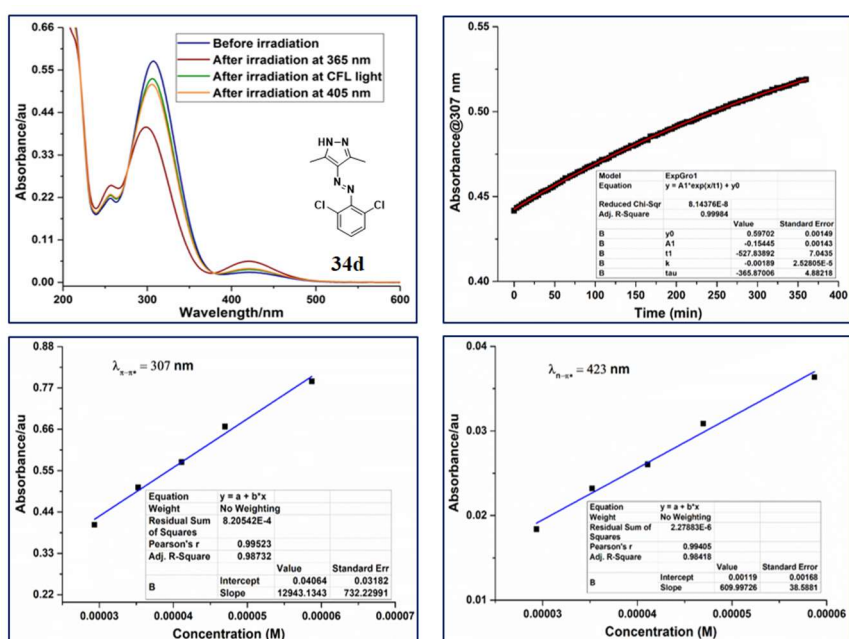 0.66
0.55
0.44
0.33
0.22
0.11
0.00
200
300
400
500
600
Absorbance/au
Wavelength/nm
Before irradiation
After irradiation at 365 nm
After irradiation at CFL light
After irradiation at 405 nm
HN
N
N
N
Cl
Cl
34d
0.55
0.50
0.45
0.40
0
50
100
150
200
250
300
350
400
Absorbance@307 nm
Time (min)
Model ExpGro1
Equation y = A1*exp(x/t1) + y0
Reduced Chi-Sqr 8.14376E-8
Adj. R-Square 0.99984
Value Standard Error
B y0 0.59702 0.00149
B A1 -0.15445 0.00143
B t1 -527.83892 7.0435
B k -0.00189 2.52805E-5
B tau -365.87006 4.88218
0.88
0.77
0.66
0.55
0.44
0.33
0.22
0.00003
0.00004
0.00005
0.00006
0.00007
Absorbance/au
Concentration (M)
λπ-π* = 307 nm
Equation y = a + b*x
Weight No Weighting
Residual Sum of Squares 8.20542E-4
Pearson's r 0.99523
Adj. R-Square 0.98732
Value Standard Err
B Intercept 0.04064 0.03182
Slope 12943.1343 732.22991
0.04
0.03
0.02
0.01
0.00003
0.00004
0.00005
0.00006
Absorbance/au
Concentration (M)
λn-π* = 423 nm
Equation y = a + b*x
Weight No Weighting
Residual Sum of Squares 2.27883E-6
Pearson's r 0.99405
Adj. R-Square 0.98418
Value Standard Error
B Intercept 0.00119 0.00168
Slope 609.99726 38.5881